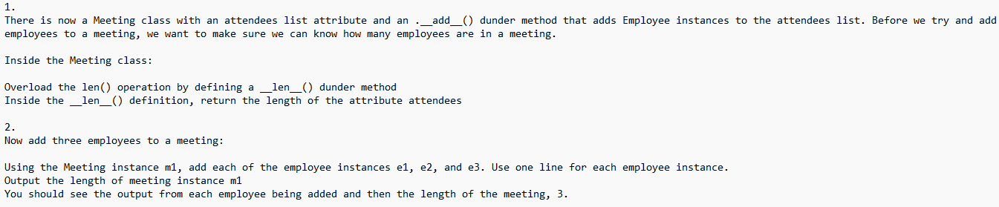 1.
There is now a Meeting class with an attendees list attribute and an .__add__() dunder method that adds Employee instances to the attendees list. Before we try and add
employees to a meeting, we want to make sure we can know how many employees are in a meeting.
Inside the Meeting class:
Overload the len() operation by defining a __len__() dunder method
Inside the __len__() definition, return the length of the attribute attendees
2.
Now add three employees to a meeting:
Using the Meeting instance m1, add each of the employee instances e1, e2, and e3. Use one line for each employee instance.
Output the length of meeting instance m1
You should see the output from each employee being added and then the length of the meeting, 3.